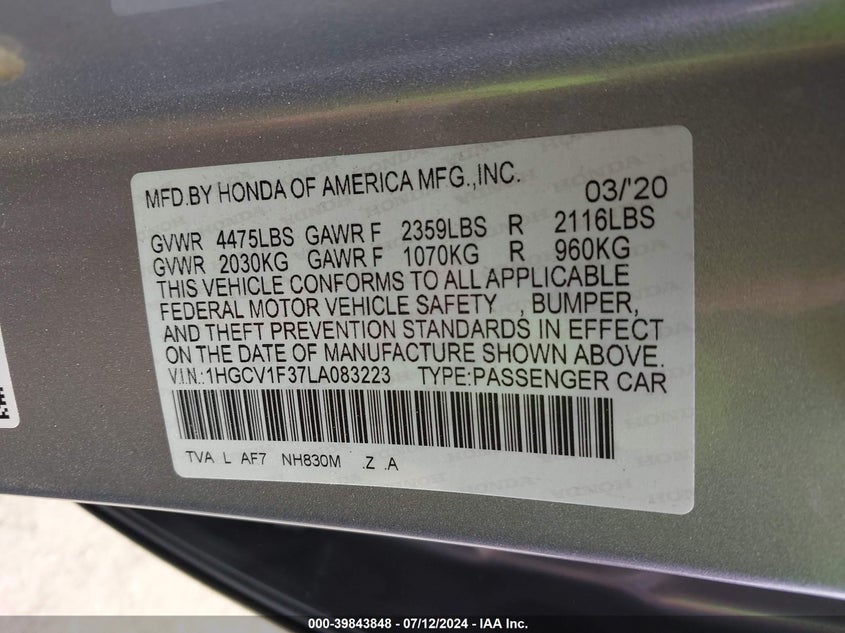 MFD.BY HONDA OF AMERICA MFG.,INC. 03/'20
GVWR 4475LBS GAWR F 2359LBS R 2116LBS
GVWR 2030KG GAWR F 1070KG R 960KG
THIS VEHICLE CONFORMS TO ALL APPLICABLE
FEDERAL MOTOR VEHICLE SAFETY , BUMPER,
AND THEFT PREVENTION STANDARDS IN EFFECT
ON THE DATE OF MANUFACTURE SHOWN ABOVE.
V.I.N.:1HGCV1F37LA083223 TYPE:PASSENGER CAR
TVA L AF7 NH830M .Z .A
000-39843848 - 07/12/2024 - IAA Inc.